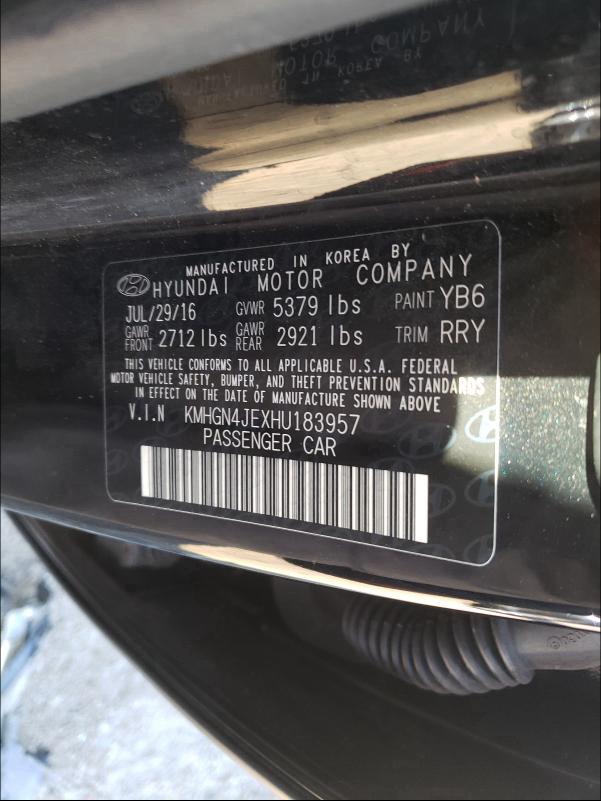 MANUFACTURED IN KOREA BY
HYUNDAI MOTOR COMPANY
JUL/29/16 GVWR 5379 lbs PAINT YB6
GAWR FRONT 2712 lbs GAWR REAR 2921 lbs TRIM RRY
THIS VEHICLE CONFORMS TO ALL APPLICABLE U.S.A. FEDERAL
MOTOR VEHICLE SAFETY, BUMPER, AND THEFT PREVENTION STANDARDS
IN EFFECT ON THE DATE OF MANUFACTURE SHOWN ABOVE
V.I.N KMHGN4JEXHU183957
PASSENGER CAR